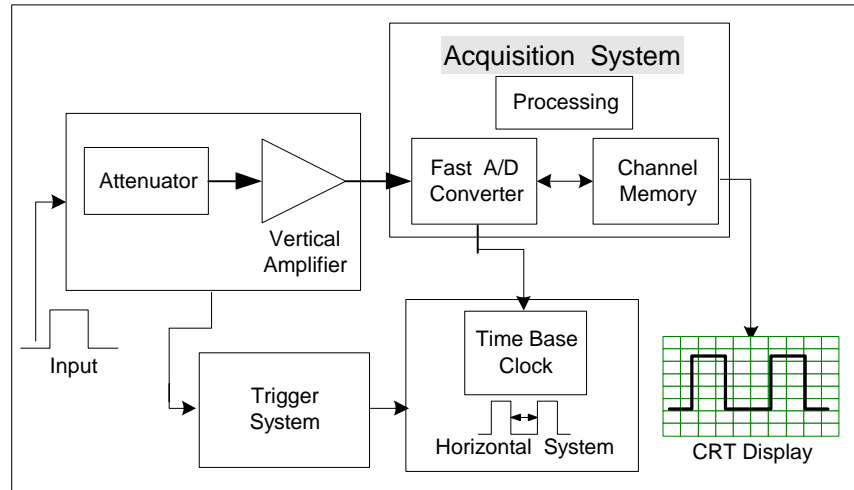 Acquisition System
Processing
Attenuator
Fast A/D
Converter
Channel
Memory
Vertical
Amplifier
Input
Time Base
Clock
Trigger
System
Horizontal System
CRT Display